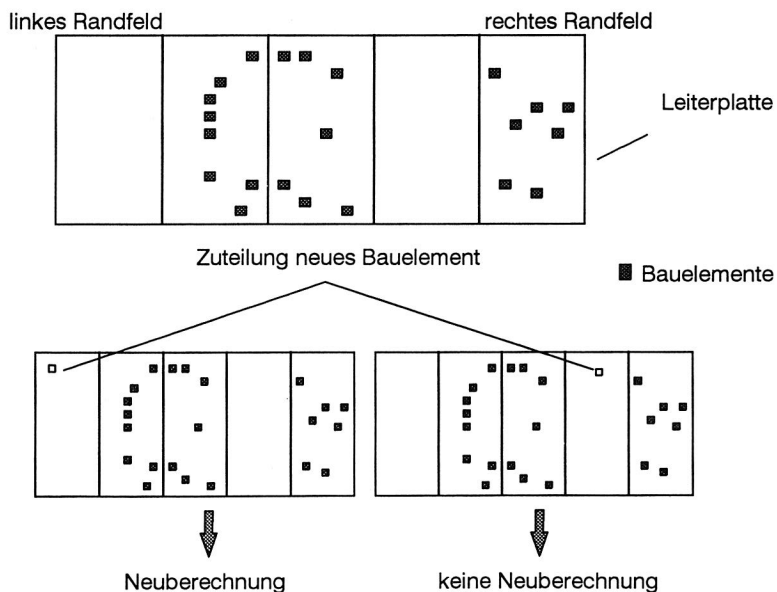 linkes Randfeld
rechtes Randfeld
Leiterplatte
Zuteilung neues Bauelement
Bauelemente
Neuberechnung
keine Neuberechnung